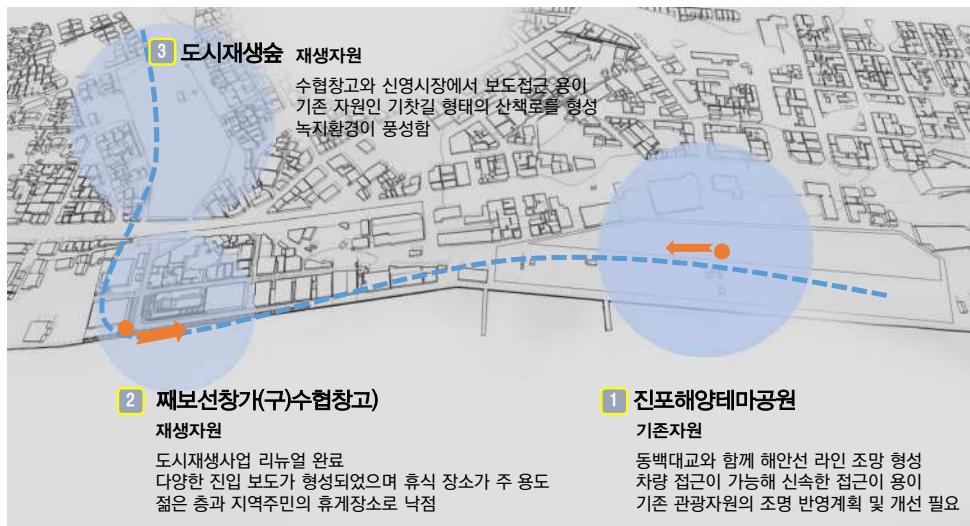 3 도시재생숲 재생자원
수협창고와 신영시장에서 보도접근 용이
기존 자원인 기찻길 형태의 산책로를 형성
녹지환경이 풍성함
2 째보선창가(구)수협창고)
재생자원
도시재생사업 리뉴얼 완료
다양한 진입 보도가 형성되었으며 휴식 장소가 주 용도
젊은 층과 지역주민의 휴게장소로 낙점
1 진포해양테마공원
기존자원
동백대교와 함께 해안선 라인 조망 형성
차량 접근이 가능해 신속한 접근이 용이
기존 관광자원의 조명 반영계획 및 개선 필요